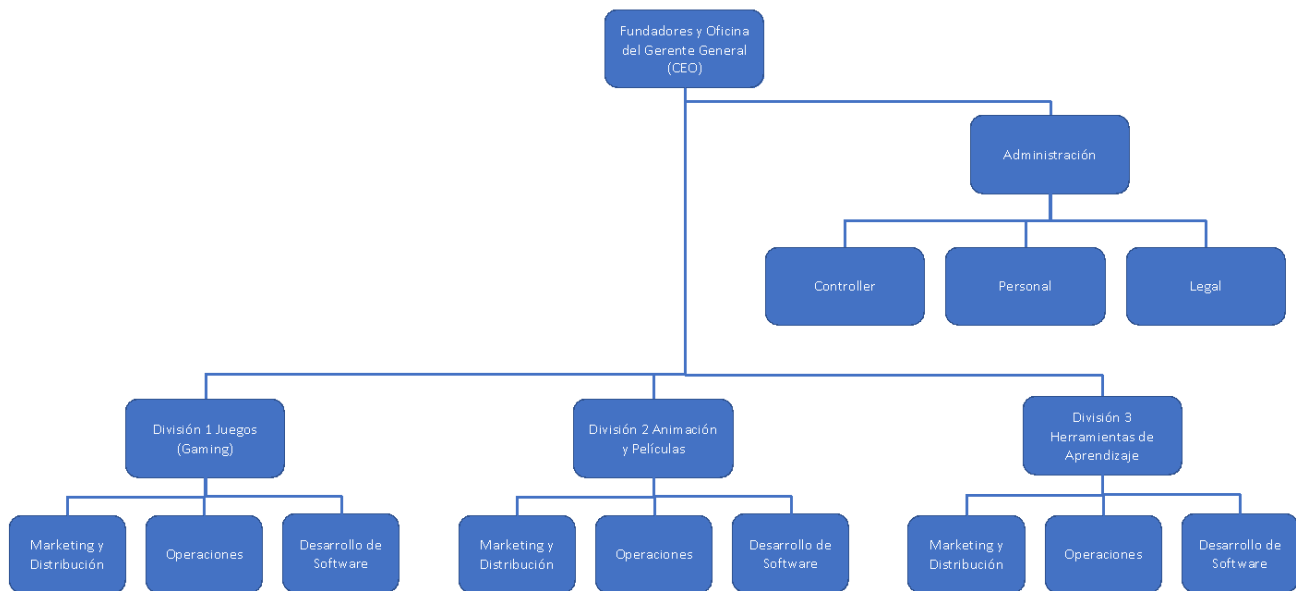 Fundadores y Oficina
del Gerente General
(CEO)
Administración
Controller
Personal
Legal
División 1 Juegos
(Gaming)
División 2 Animación
y Películas
División 3
Herramientas de
Aprendizaje
Marketing y
Distribución
Operaciones
Desarrollo de
Software
Marketing y
Distribución
Operaciones
Desarrollo de
Software
Marketing y
Distribución
Operaciones
Desarrollo de
Software